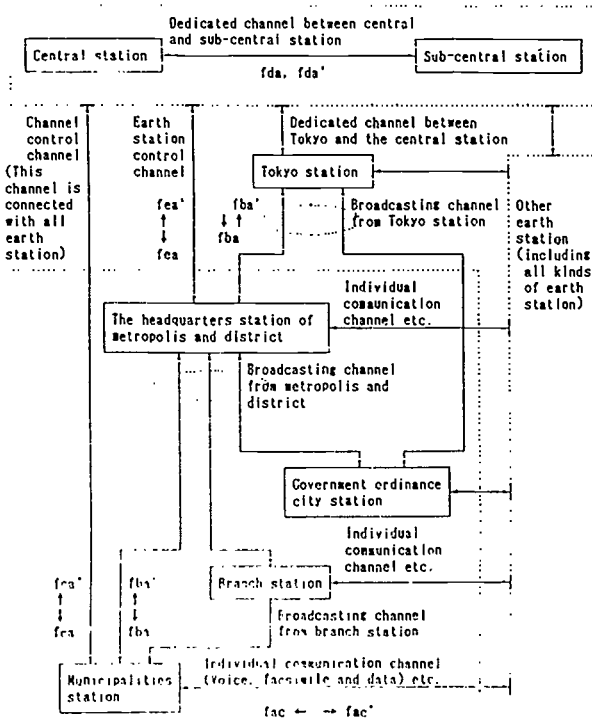 Dedicated channel between central
and sub-central station
Central station
Sub-central station
fda, fda'
Channel
control
channel
(This
channel is
connected
with all
earth
station)
Earth
station
control
channel
Dedicated channel between
Tokyo and the central station
Tokyo station
fea'
fea
fba'
fba
Broadcasting channel
from Tokyo station
Other
earth
station
(including
all kinds
of earth
station)
Individual
communication
channel etc.
The headquarters station of
metropolis and district
Broadcasting channel
from metropolis and
district
Government ordinance
city station
Individual
communication
channel etc.
Branch station
fca'
fca
fba'
fba
Broadcasting channel
from branch station
Municipalities
station
Individual communication channel
(Voice, facsimile and data) etc.
fac ← → fac'